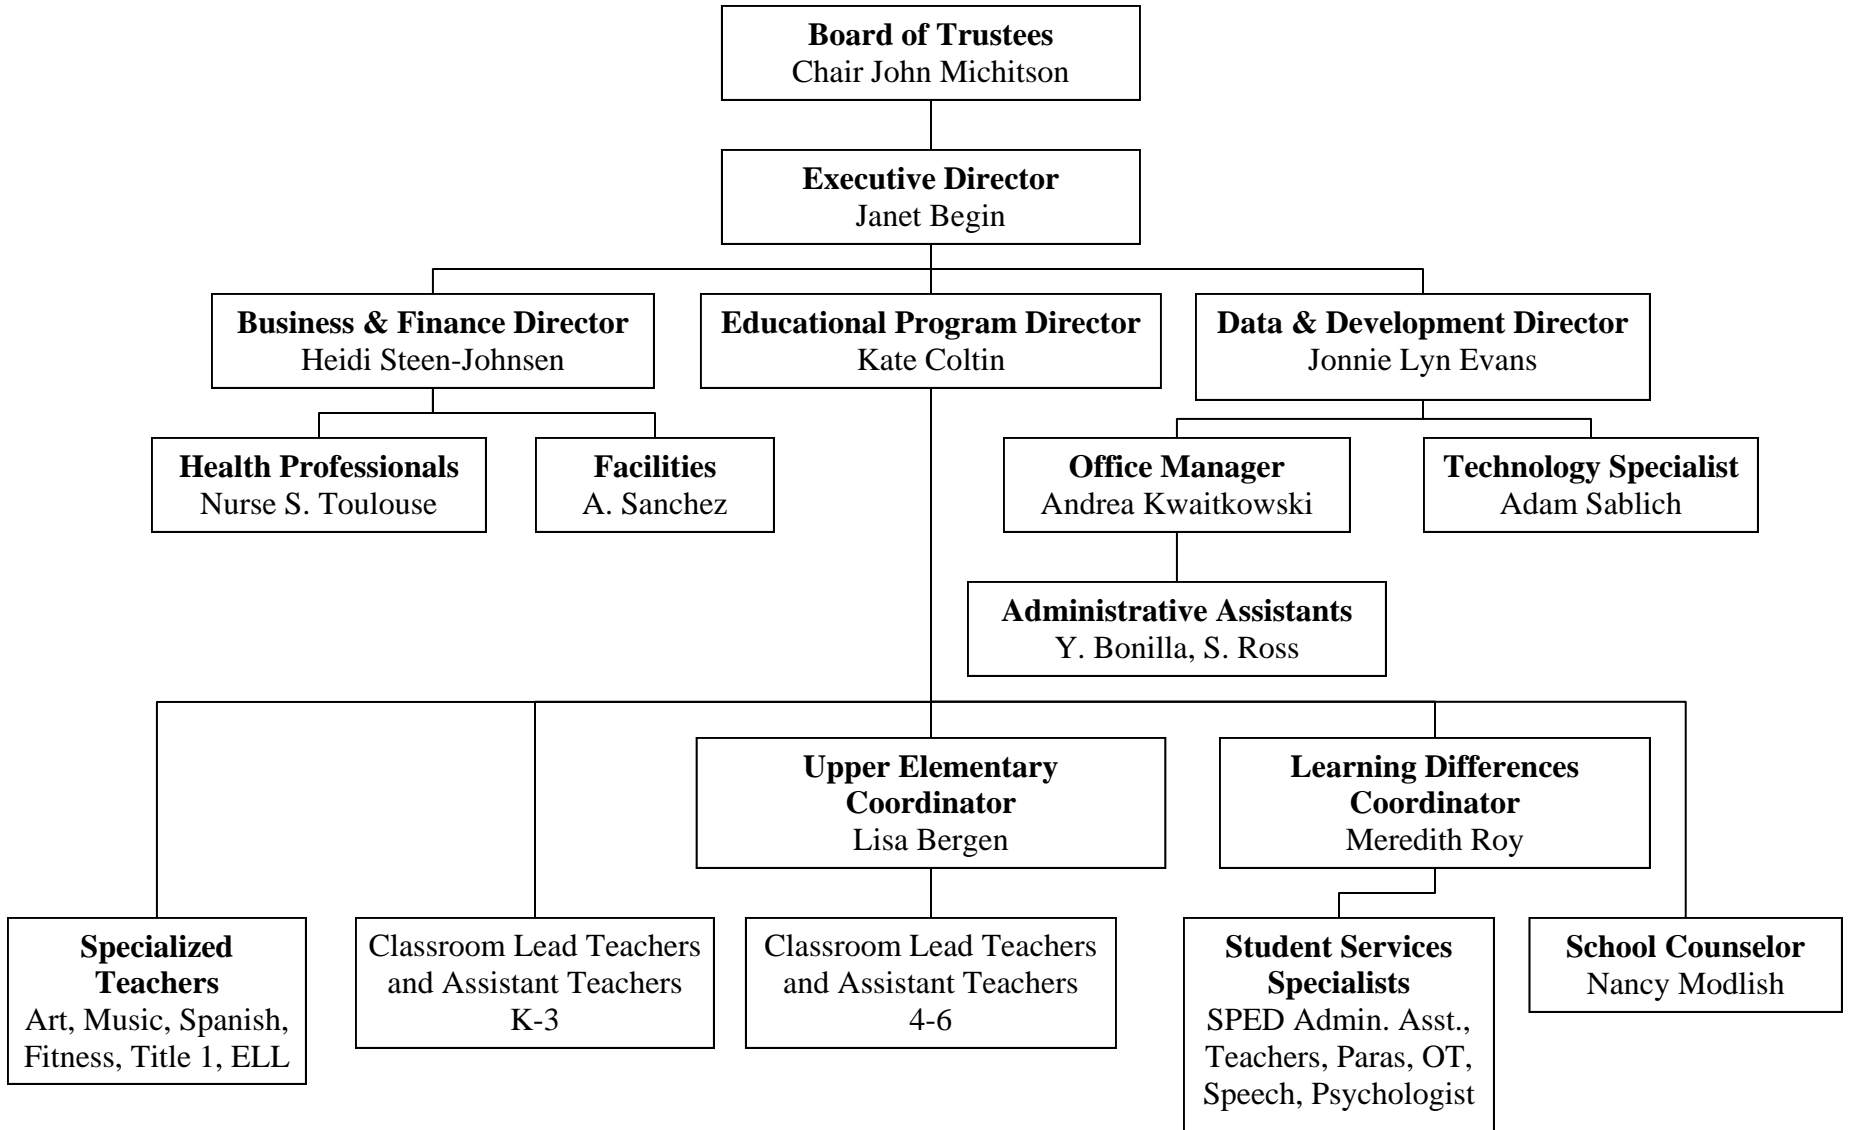 Board of Trustees
Chair John Michitson
Executive Director
Janet Begin
Business & Finance Director
Heidi Steen-Johnsen
Educational Program Director
Kate Coltin
Data & Development Director
Jonnie Lyn Evans
Health Professionals
Nurse S. Toulouse
Facilities
A. Sanchez
Office Manager
Andrea Kwaitkowski
Technology Specialist
Adam Sablich
Administrative Assistants
Y. Bonilla, S. Ross
Upper Elementary
Coordinator
Lisa Bergen
Learning Differences
Coordinator
Meredith Roy
Specialized
Teachers
Art, Music, Spanish,
Fitness, Title 1, ELL
Classroom Lead Teachers
and Assistant Teachers
K-3
Classroom Lead Teachers
and Assistant Teachers
4-6
Student Services
Specialists
SPED Admin. Asst.,
Teachers, Paras, OT,
Speech, Psychologist
School Counselor
Nancy Modlish